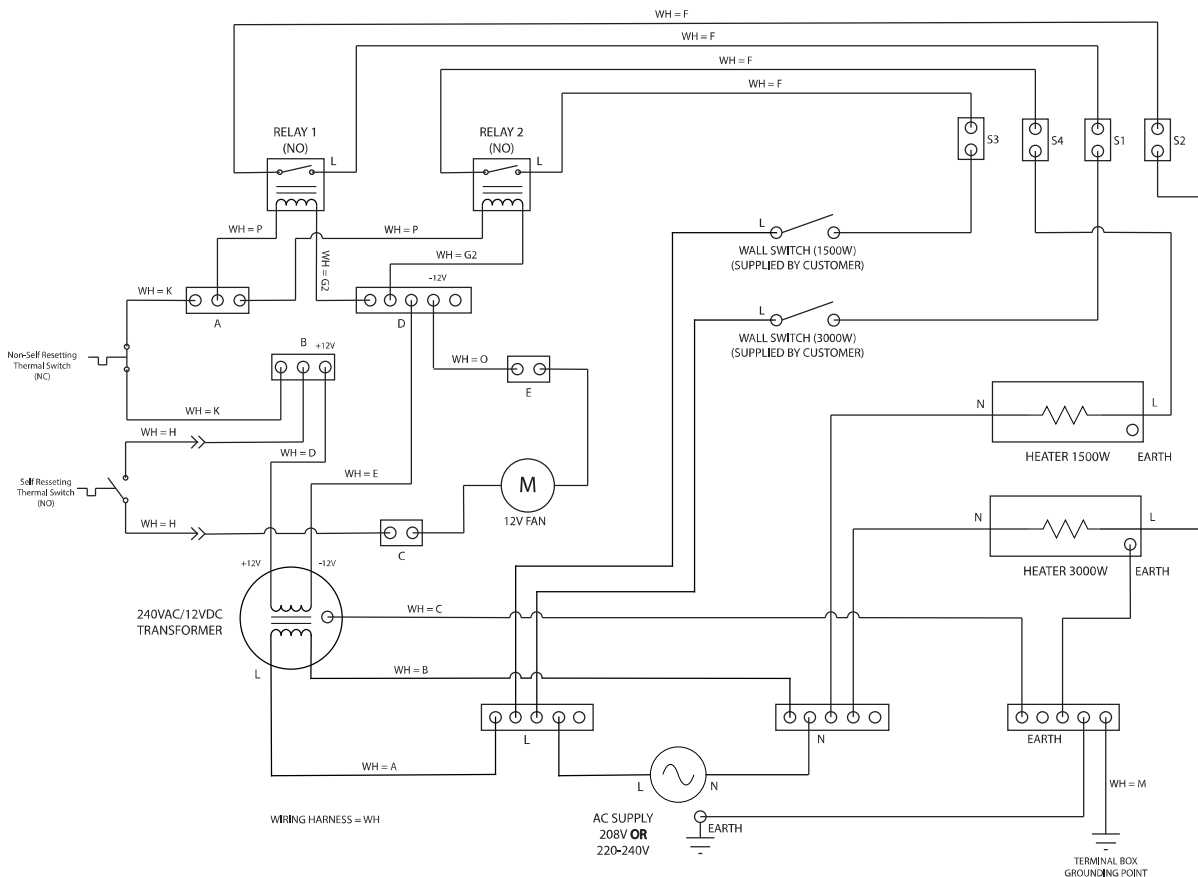 WH = F
WH = F
WH = F
WH = F
RELAY 1
(NO)
L
RELAY 2
(NO)
L
S3
S4
S1
S2
WH = P
WH = P
WH = G2
WH = G2
L
WALL SWITCH (1500W)
(SUPPLIED BY CUSTOMER)
WH = K
A
-12V
D
L
WALL SWITCH (3000W)
(SUPPLIED BY CUSTOMER)
Non-Self Resetting
Thermal Switch
(NC)
B
+12V
WH = O
E
WH = K
N
L
HEATER 1500W
EARTH
WH = H
WH = D
WH = E
Self Resseting
Thermal Switch
(NO)
M
12V FAN
WH = H
C
N
L
HEATER 3000W
EARTH
+12V
-12V
240VAC/12VDC
TRANSFORMER
WH = C
L
WH = B
L
N
EARTH
WH = A
L
N
WH = M
WIRING HARNESS = WH
AC SUPPLY
208V OR
220-240V
EARTH
TERMINAL BOX
GROUNDING POINT